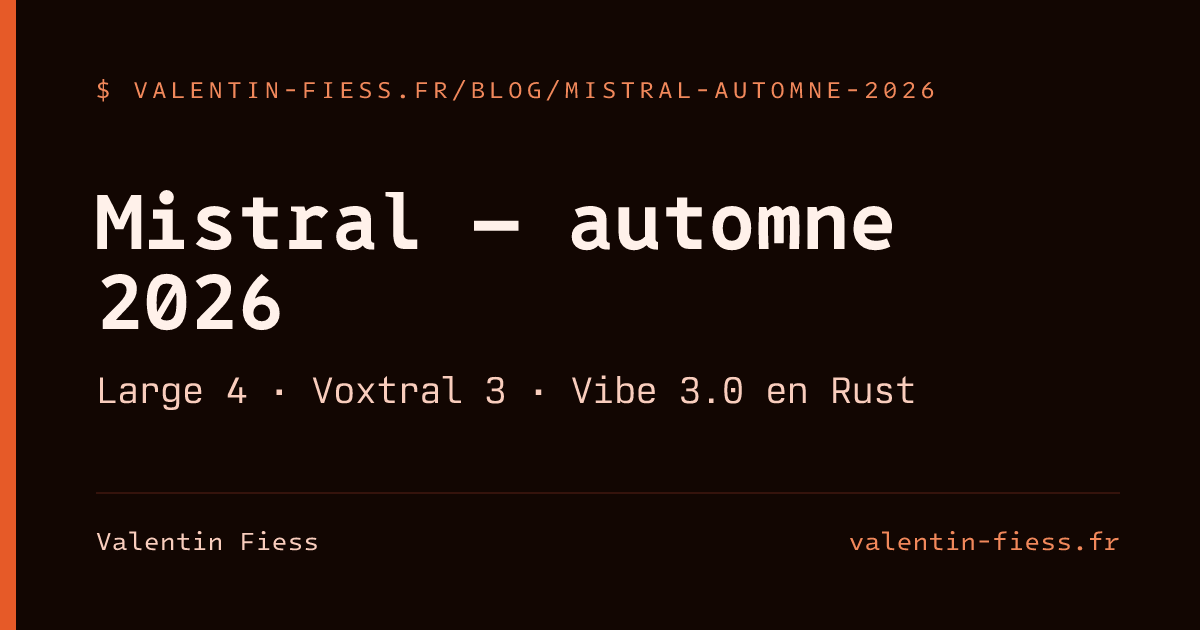 $ VALENTIN-FIESS.FR/BLOG/MISTRAL-AUTOMNE-2026
Mistral — automne
2026
Large 4 · Voxtral 3 · Vibe 3.0 en Rust
Valentin Fiess
valentin-fiess.fr